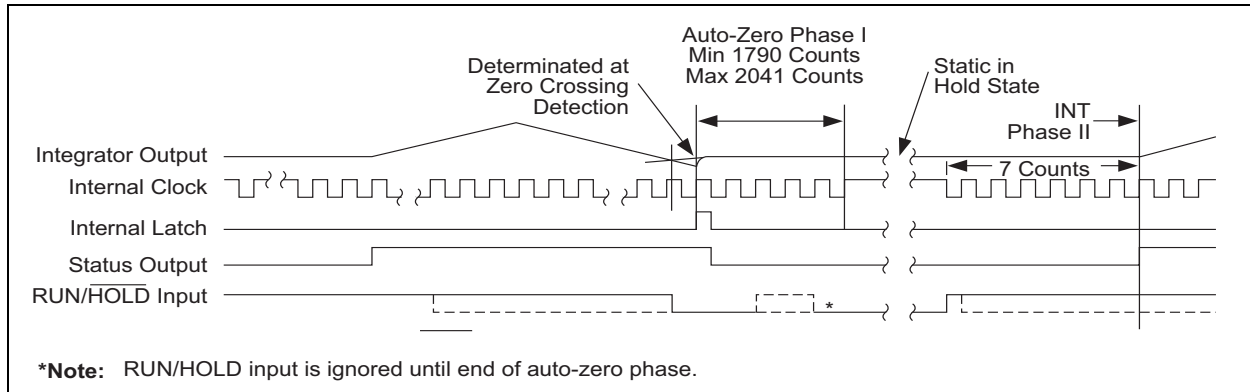 Auto-Zero Phase I
Min 1790 Counts
Max 2041 Counts
Determinated at
Zero Crossing
Detection
Static in
Hold State
INT
Phase II
Integrator Output
7 Counts
Internal Clock
Internal Latch
Status Output
RUN/HOLD Input
*
*Note: RUN/HOLD input is ignored until end of auto-zero phase.